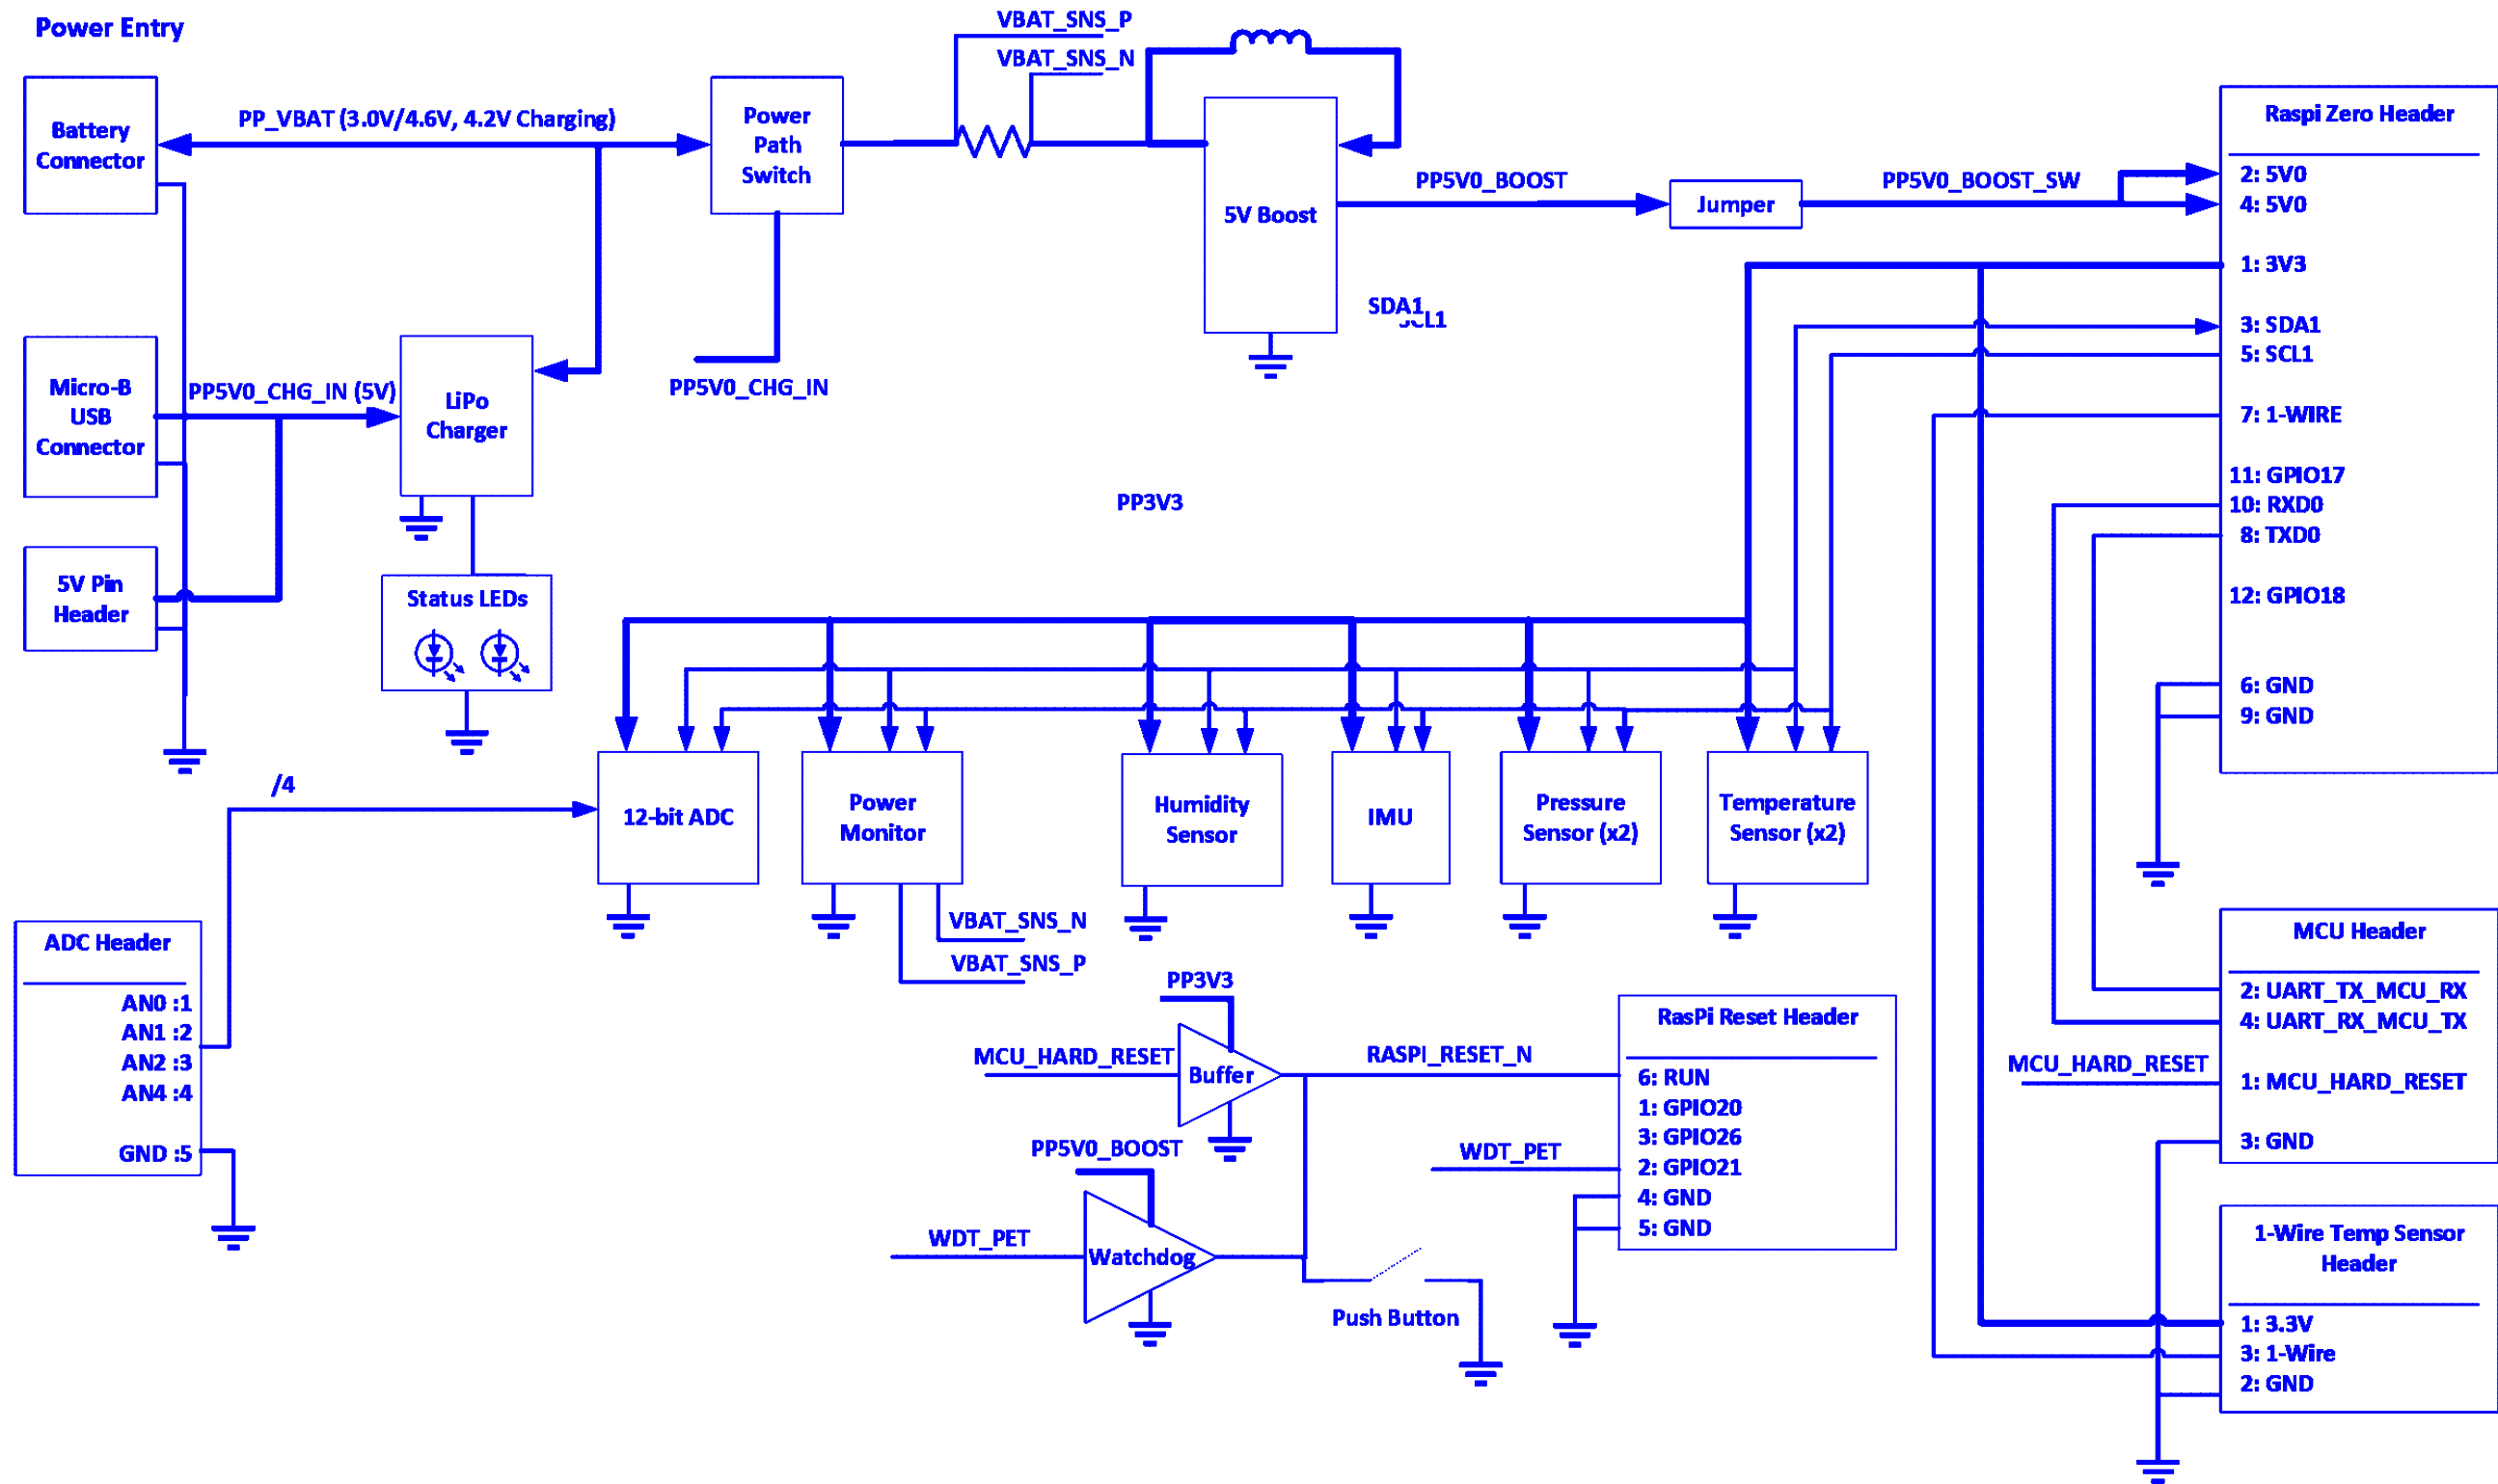 Power Entry
VBAT_SNS_P
VBAT_SNS_N
Battery
Connector
PP_VBAT (3.0V/4.6V, 4.2V Charging)
Power
Path
Switch
5V Boost
PP5V0_BOOST
Jumper
PP5V0_BOOST_SW
Raspi Zero Header
2: 5V0
4: 5V0
1: 3V3
3: SDA1
5: SCL1
7: 1-WIRE
11: GPIO17
10: RXD0
8: TXD0
12: GPIO18
6: GND
9: GND
SDA1
SCL1
Micro-B
USB
Connector
PP5V0_CHG_IN (5V)
LiPo
Charger
PP5V0_CHG_IN
PP3V3
5V Pin
Header
Status LEDs
/4
12-bit ADC
Power
Monitor
Humidity
Sensor
IMU
Pressure
Sensor (x2)
Temperature
Sensor (x2)
VBAT_SNS_N
VBAT_SNS_P
ADC Header
AN0 :1
AN1 :2
AN2 :3
AN4 :4
GND :5
PP3V3
MCU_HARD_RESET
Buffer
RASPI_RESET_N
PP5V0_BOOST
WDT_PET
Watchdog
Push Button
RasPi Reset Header
6: RUN
1: GPIO20
3: GPIO26
WDT_PET
2: GPIO21
4: GND
5: GND
MCU Header
2: UART_TX_MCU_RX
4: UART_RX_MCU_TX
MCU_HARD_RESET
1: MCU_HARD_RESET
3: GND
1-Wire Temp Sensor
Header
1: 3.3V
3: 1-Wire
2: GND